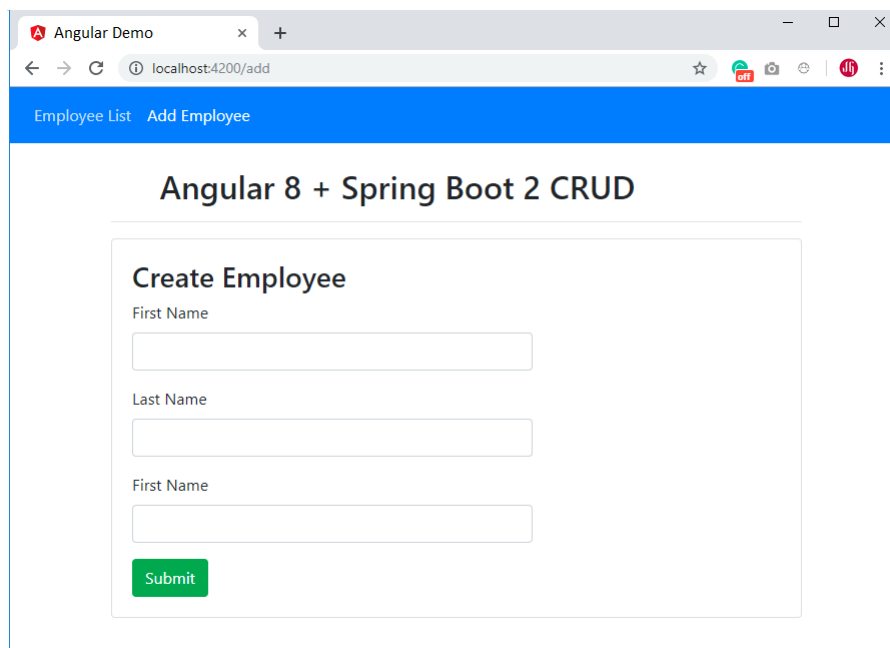 Angular Demo
localhost:4200/add
off
Employee List Add Employee
Angular 8 + Spring Boot 2 CRUD
Create Employee
First Name
Last Name
First Name
Submit